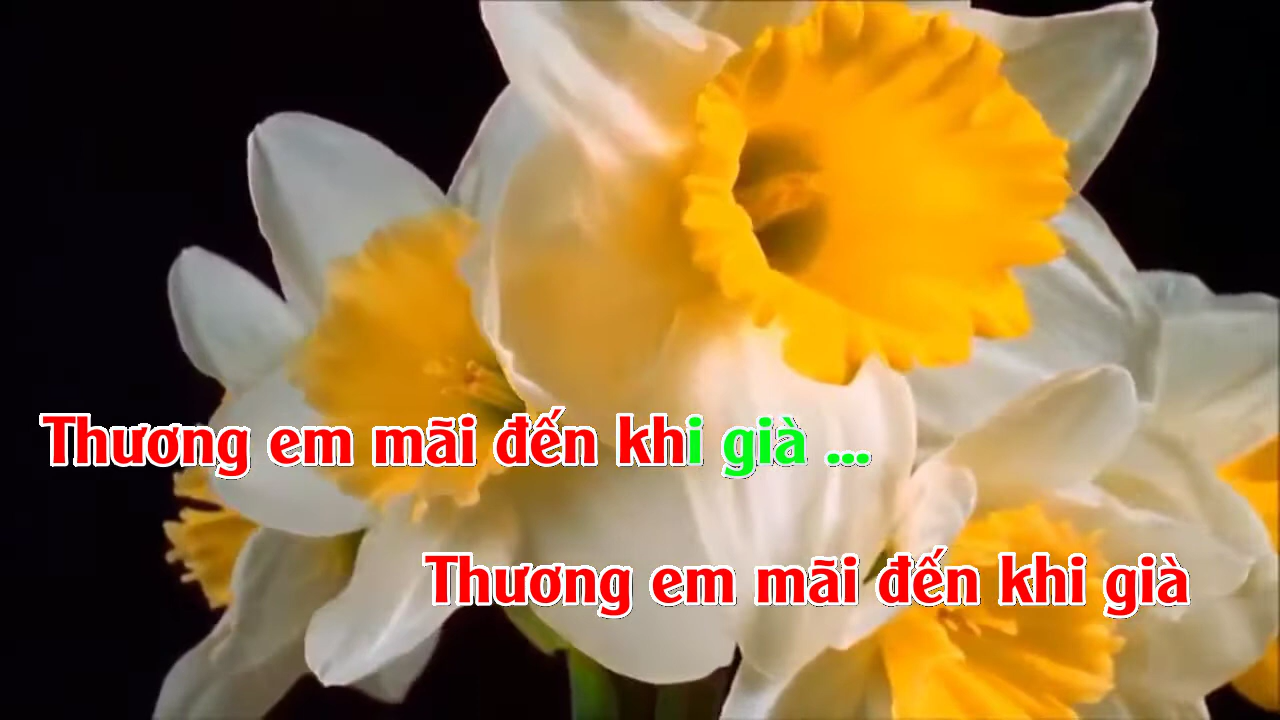 Thương em mãi đến khi già ...
Thương em mãi đến khi già